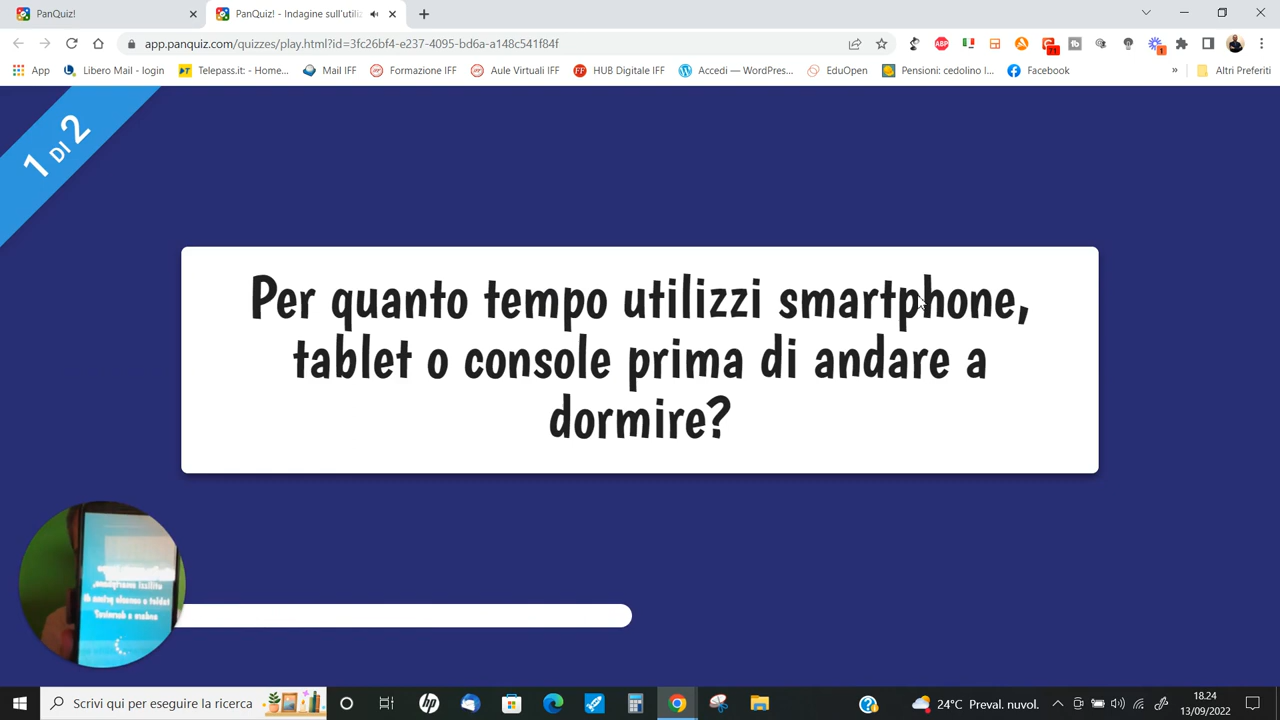 PanQuiz!
PanQuiz! - Indagine sull'utiliz
app.panquiz.com/quizzes/play.html?id=3fc26bf4-e237-4095-bd6a-a148c541f84f
App
Libero Mail - login
Telepass.it: - Home...
Mail IFF
Formazione IFF
Aule Virtuali IFF
HUB Digitale IFF
Accedi — WordPres...
EduOpen
Pensioni: cedolino I...
Facebook
»
Altri Preferiti
1 DI 2
Per quanto tempo utilizzi smartphone,
tablet o console prima di andare a
dormire?
Scrivi qui per eseguire la ricerca
24°C Preval. nuvol.
18.24
13/09/2022